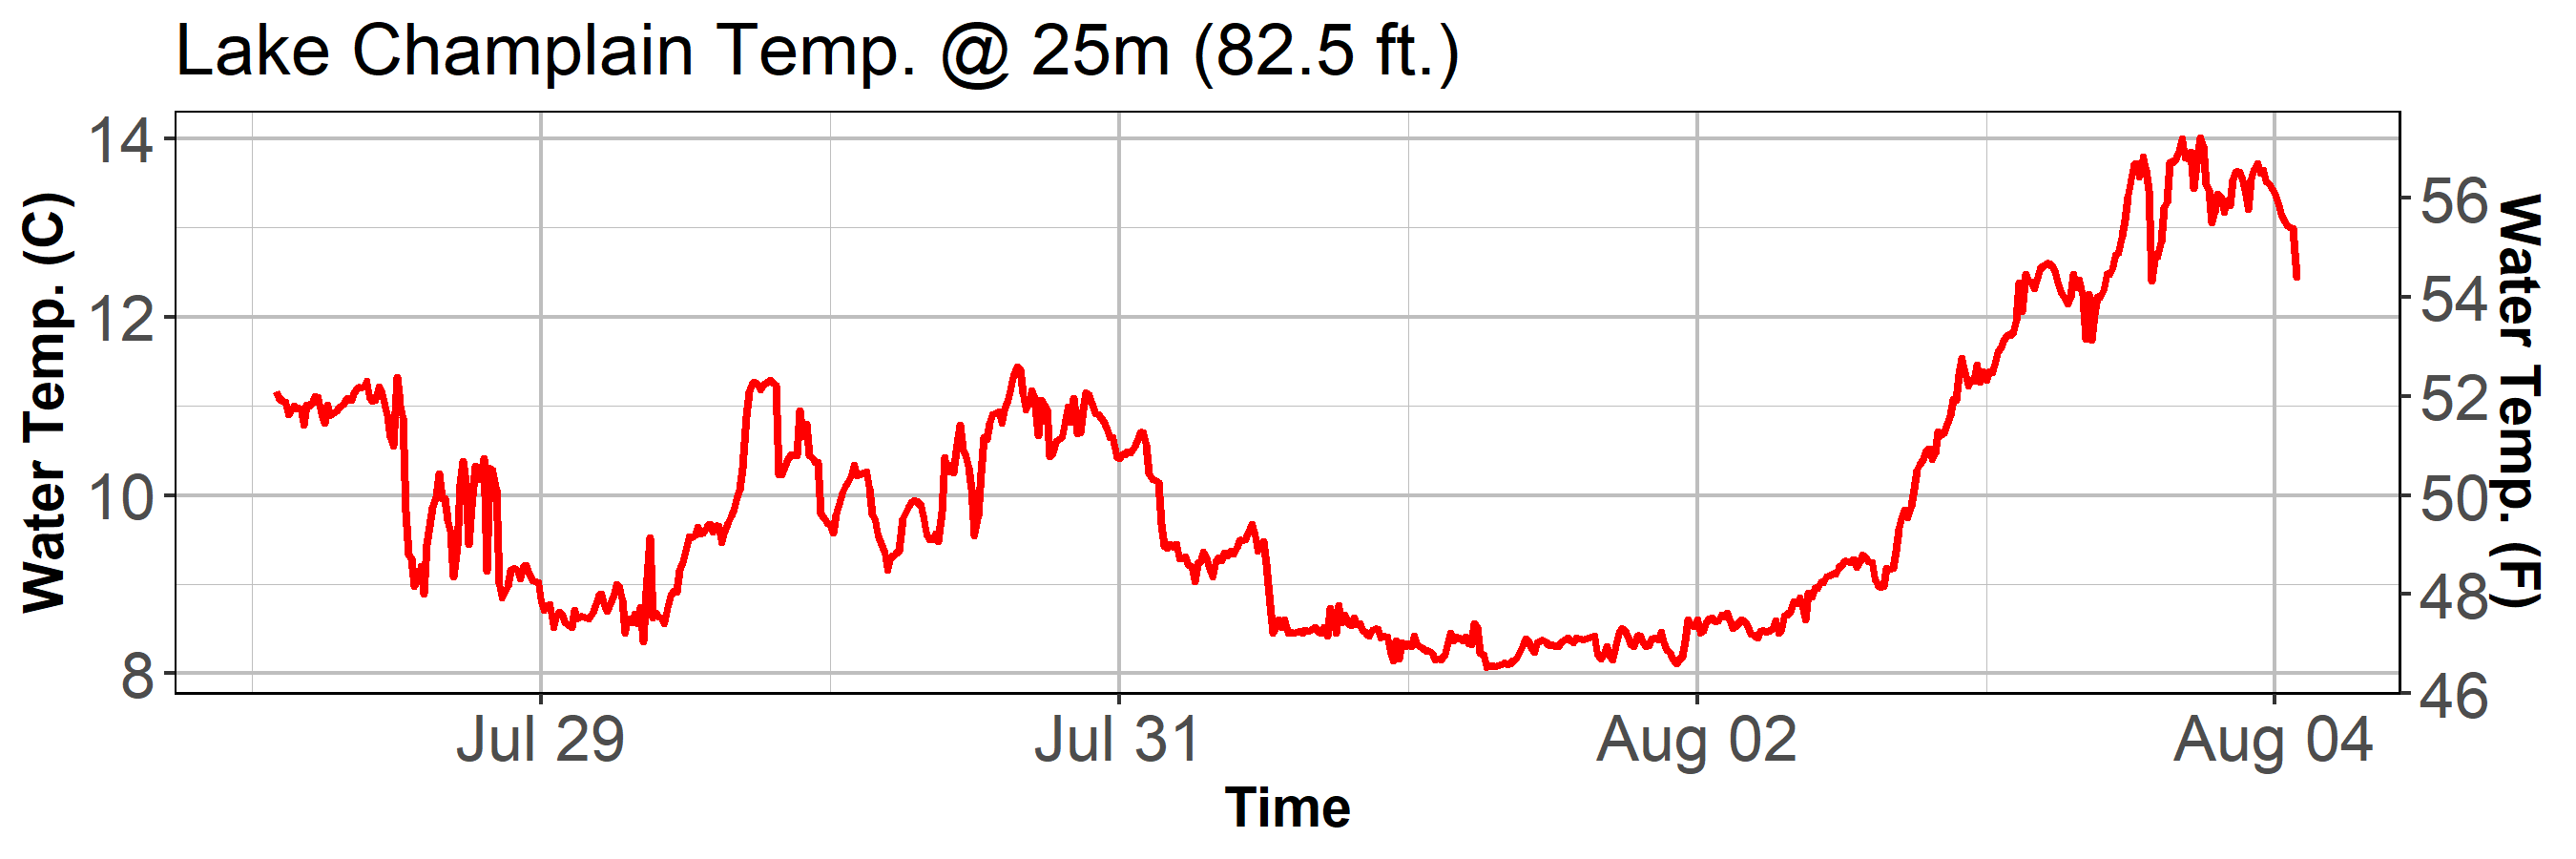 Lake Champlain Temp. @ 25m (82.5 ft.)
Water Temp. (C)
14
12
10
8
56
54
52
50
48
46
Water Temp. (F)
Jul 29
Jul 31
Aug 02
Aug 04
Time